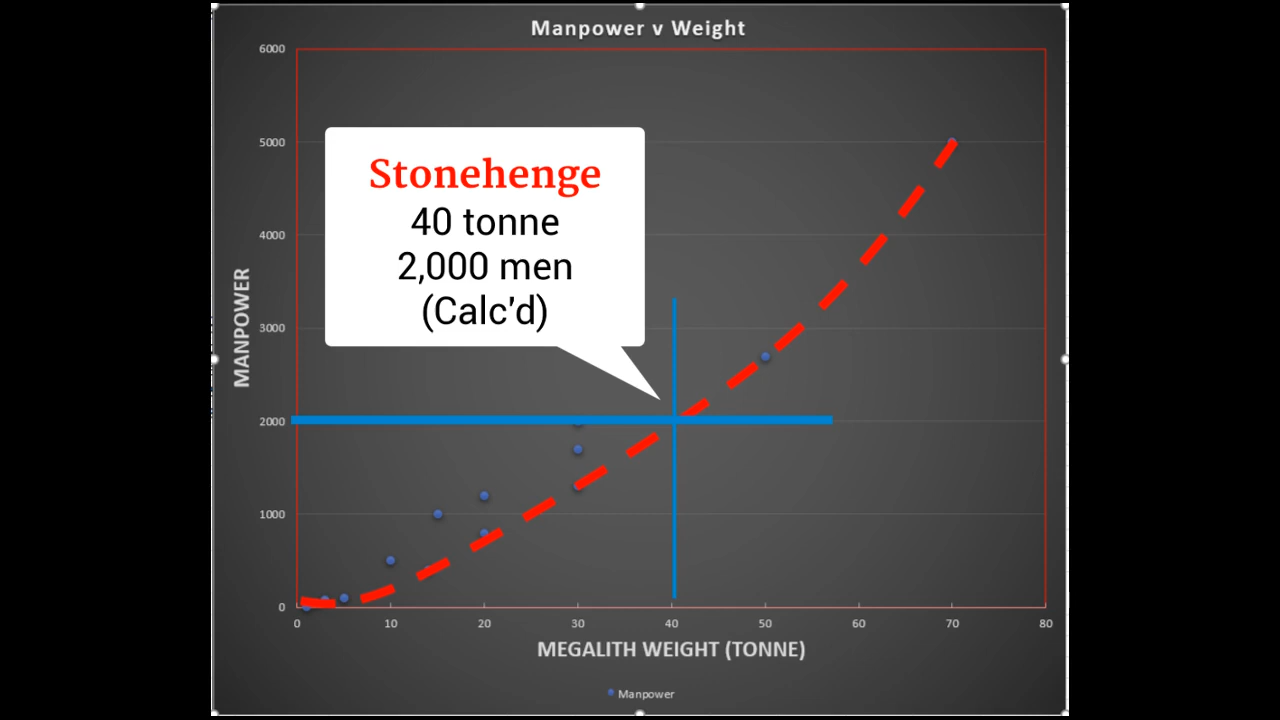 Manpower v Weight
6000
5000
4000
3000
2000
1000
0
MANPOWER
Stonehenge
40 tonne
2,000 men
(Calc'd)
0 10 20 30 40 50 60 70 80
MEGALITH WEIGHT (TONNE)
Manpower